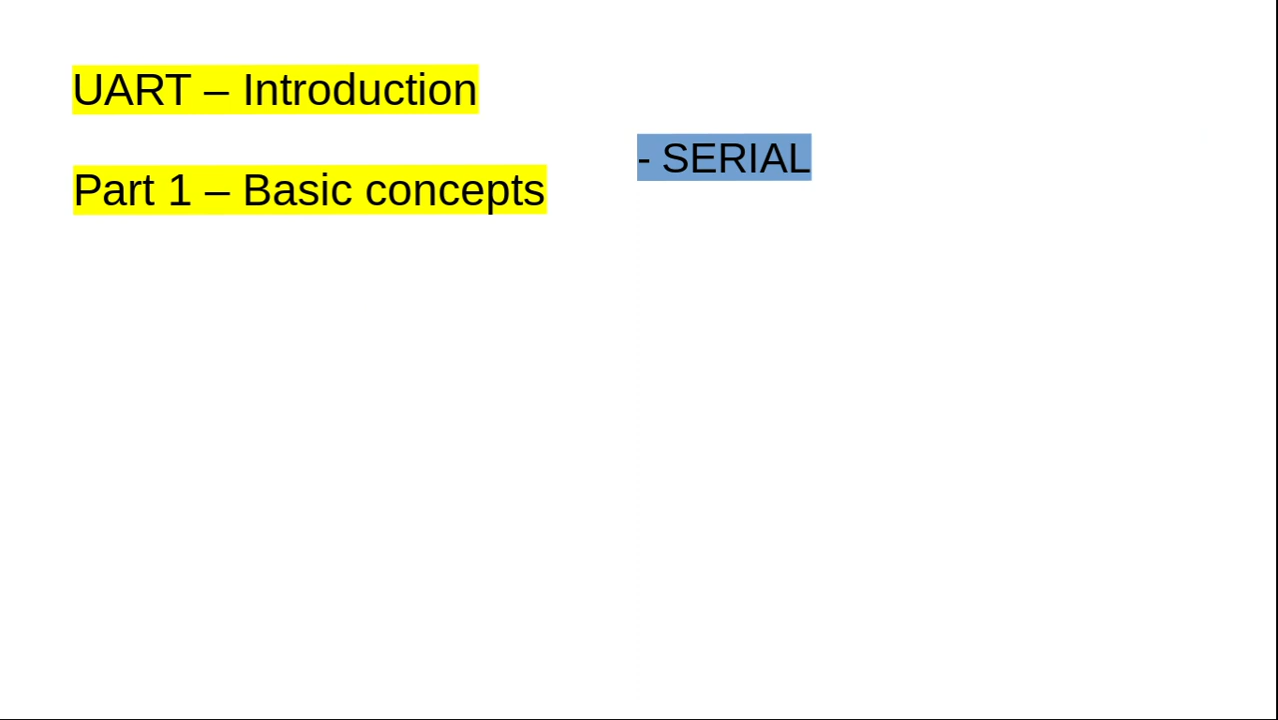 UART – Introduction
- SERIAL
Part 1 – Basic concepts